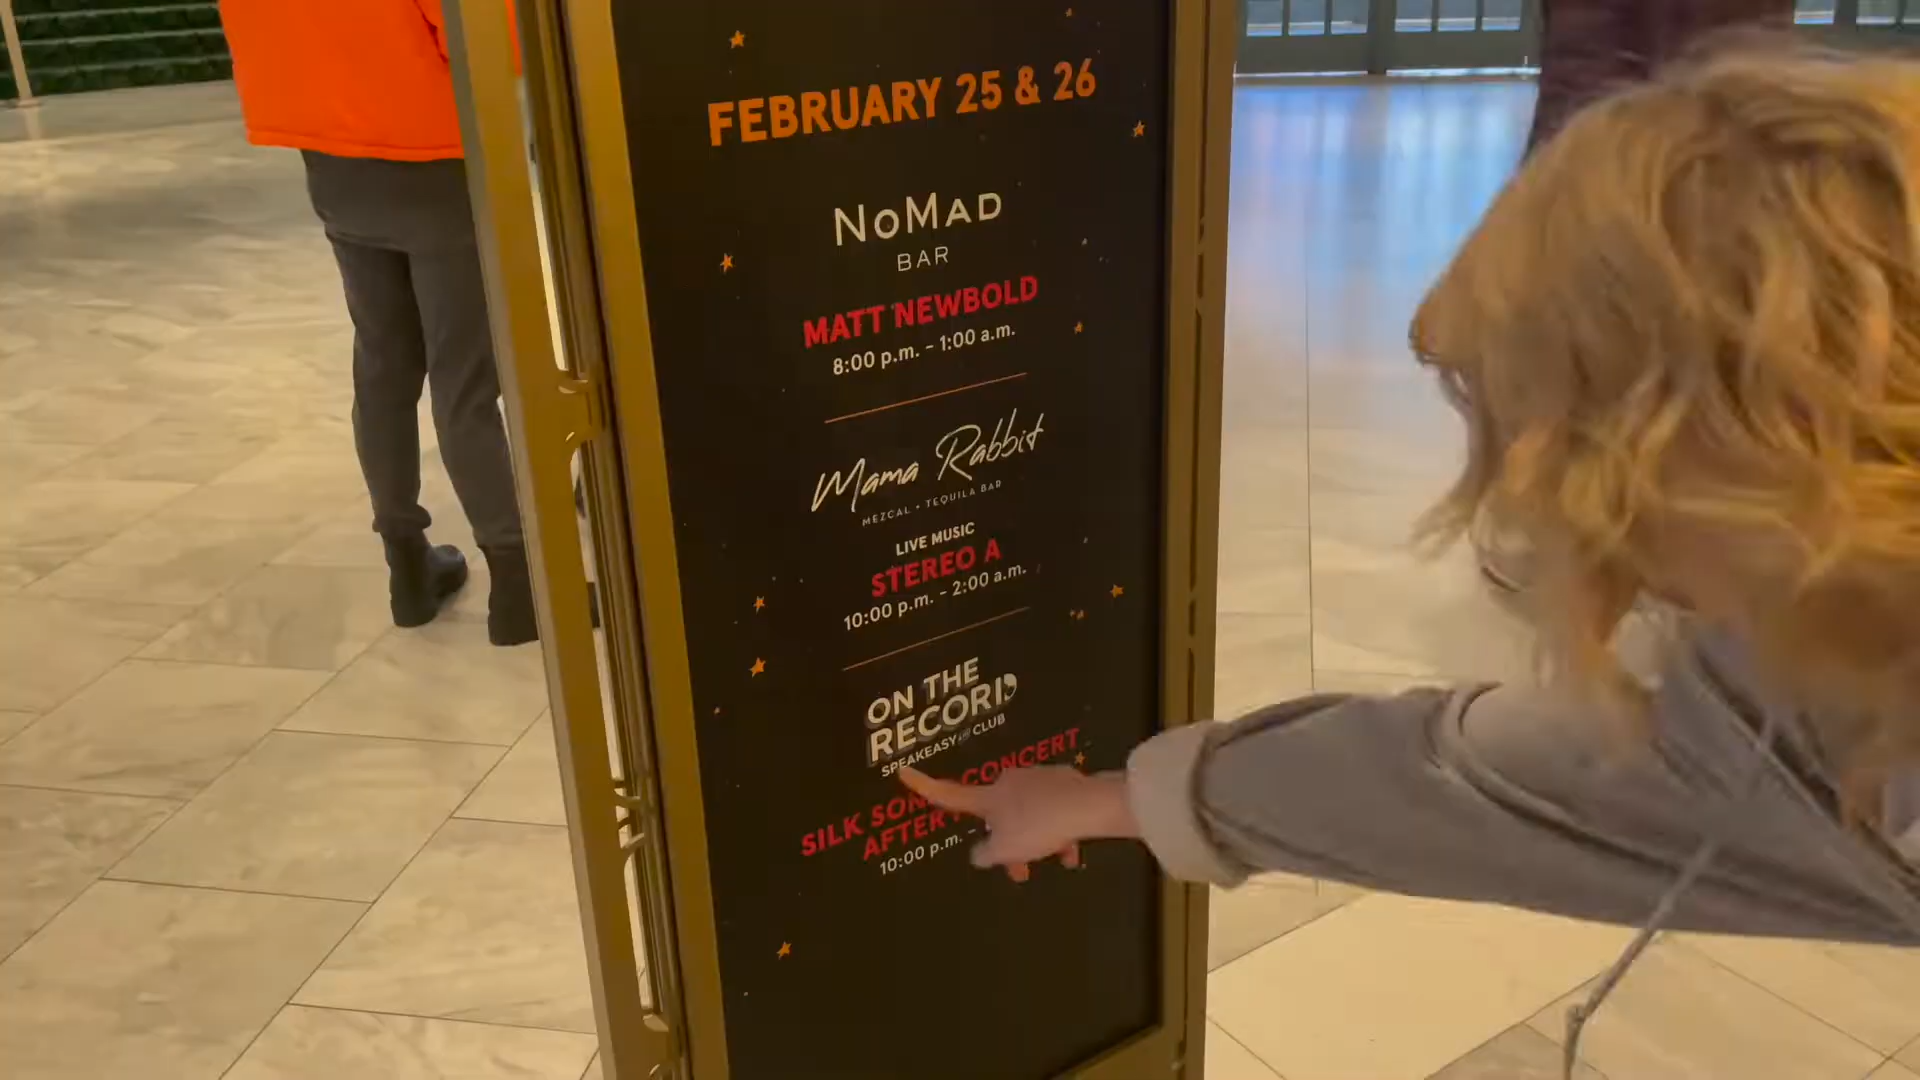 FEBRUARY 25 & 26
NOMAD
BAR
MATT NEWBOLD
8:00 p.m. - 1:00 a.m.
Mama Rabbit
MEZCAL + TEQUILA BAR
LIVE MUSIC
STEREO A
10:00 p.m. - 2:00 a.m.
ON THE
RECORD
SPEAKEASY AND CLUB
SILK CONCERT
10:00 p.m. -